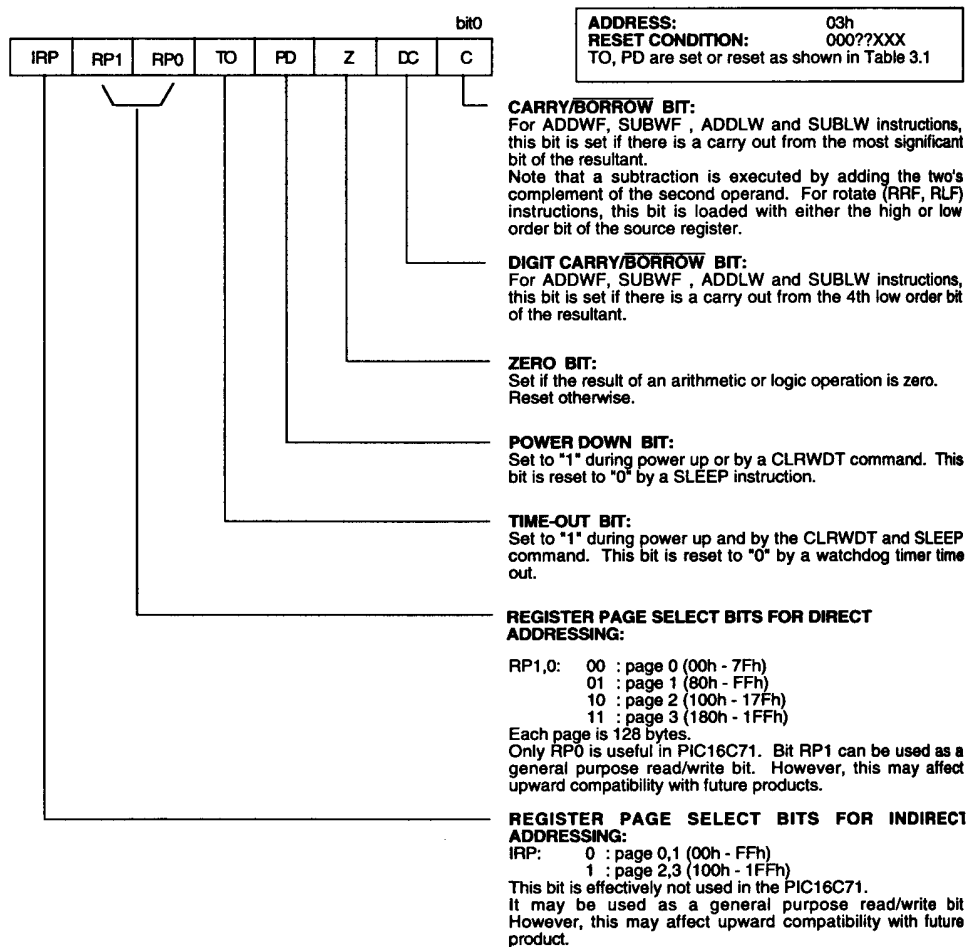 bit0
IRP RP1 RP0 TO PD Z DC C
ADDRESS: 03h
RESET CONDITION: 000??XXX
TO, PD are set or reset as shown in Table 3.1
CARRY/BORROW BIT:
For ADDWF, SUBWF , ADDLW and SUBLW instructions,
this bit is set if there is a carry out from the most significant
bit of the resultant.
Note that a subtraction is executed by adding the two's
complement of the second operand. For rotate (RRF, RLF)
instructions, this bit is loaded with either the high or low
order bit of the source register.
DIGIT CARRY/BORROW BIT:
For ADDWF, SUBWF , ADDLW and SUBLW instructions,
this bit is set if there is a carry out from the 4th low order bit
of the resultant.
ZERO BIT:
Set if the result of an arithmetic or logic operation is zero.
Reset otherwise.
POWER DOWN BIT:
Set to "1" during power up or by a CLRWDT command. This
bit is reset to "0" by a SLEEP instruction.
TIME-OUT BIT:
Set to "1" during power up and by the CLRWDT and SLEEP
command. This bit is reset to "0" by a watchdog timer time
out.
REGISTER PAGE SELECT BITS FOR DIRECT
ADDRESSING:
RP1,0: 00 : page 0 (00h - 7Fh)
01 : page 1 (80h - FFh)
10 : page 2 (100h - 17Fh)
11 : page 3 (180h - 1FFh)
Each page is 128 bytes.
Only RP0 is useful in PIC16C71. Bit RP1 can be used as a
general purpose read/write bit. However, this may affect
upward compatibility with future products.
REGISTER PAGE SELECT BITS FOR INDIRECT
ADDRESSING:
IRP: 0 : page 0,1 (00h - FFh)
1 : page 2,3 (100h - 1FFh)
This bit is effectively not used in the PIC16C71.
It may be used as a general purpose read/write bit
However, this may affect upward compatibility with future
product.